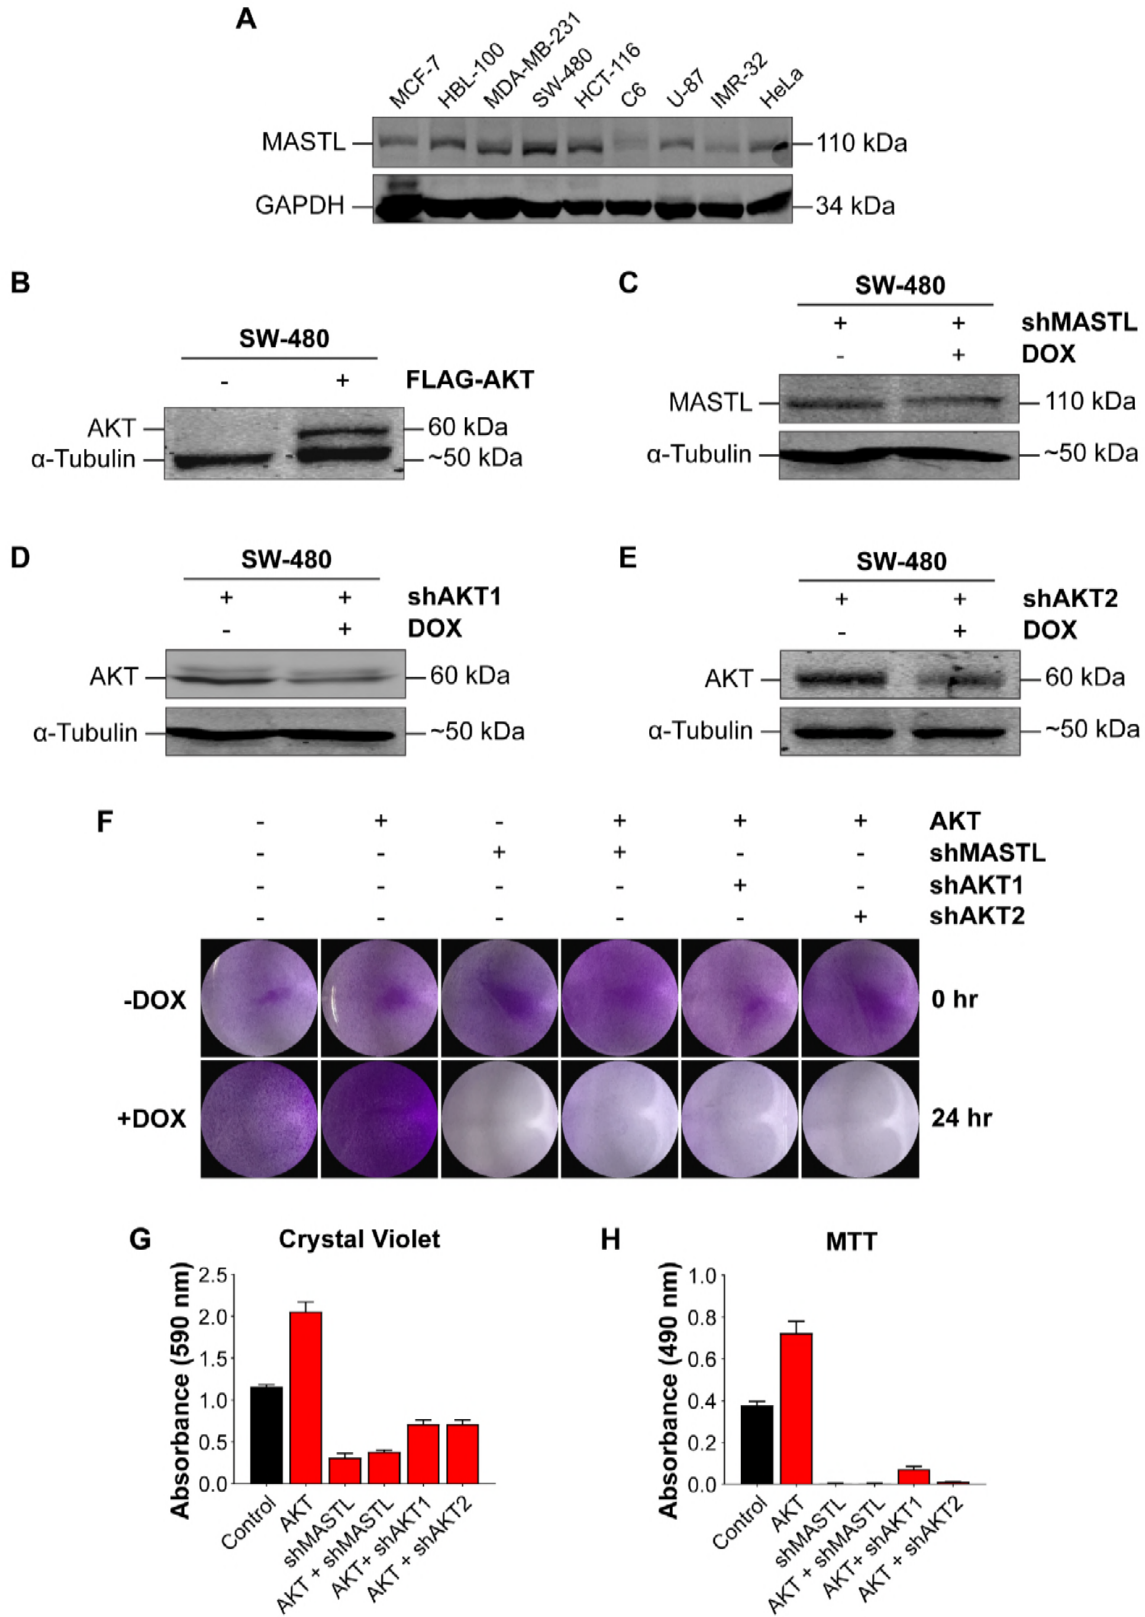 A
MCF-7 HBL-100 MDA-MB-231 SW-480 HCT-116 C6 U-87 IMR-32 HeLa
MASTL 110 kDa
GAPDH 34 kDa
B
SW-480
- + FLAG-AKT
AKT 60 kDa
α-Tubulin ~50 kDa
C
SW-480
+ + shMASTL
- + DOX
MASTL 110 kDa
α-Tubulin ~50 kDa
D
SW-480
+ + shAKT1
- + DOX
AKT 60 kDa
α-Tubulin ~50 kDa
E
SW-480
+ + shAKT2
- + DOX
AKT 60 kDa
α-Tubulin ~50 kDa
F
- + - + + + AKT
- - + + - - shMASTL
- - - - + - shAKT1
- - - - - + shAKT2
-DOX 0 hr
+DOX 24 hr
G
Crystal Violet
Absorbance (590 nm)
2.5
2.0
1.5
1.0
0.5
0.0
Control AKT shMASTL AKT + shMASTL AKT+ shAKT1 AKT + shAKT2
H
MTT
Absorbance (490 nm)
1.0
0.8
0.6
0.4
0.2
0.0
Control AKT shMASTL AKT + shMASTL AKT+ shAKT1 AKT + shAKT2